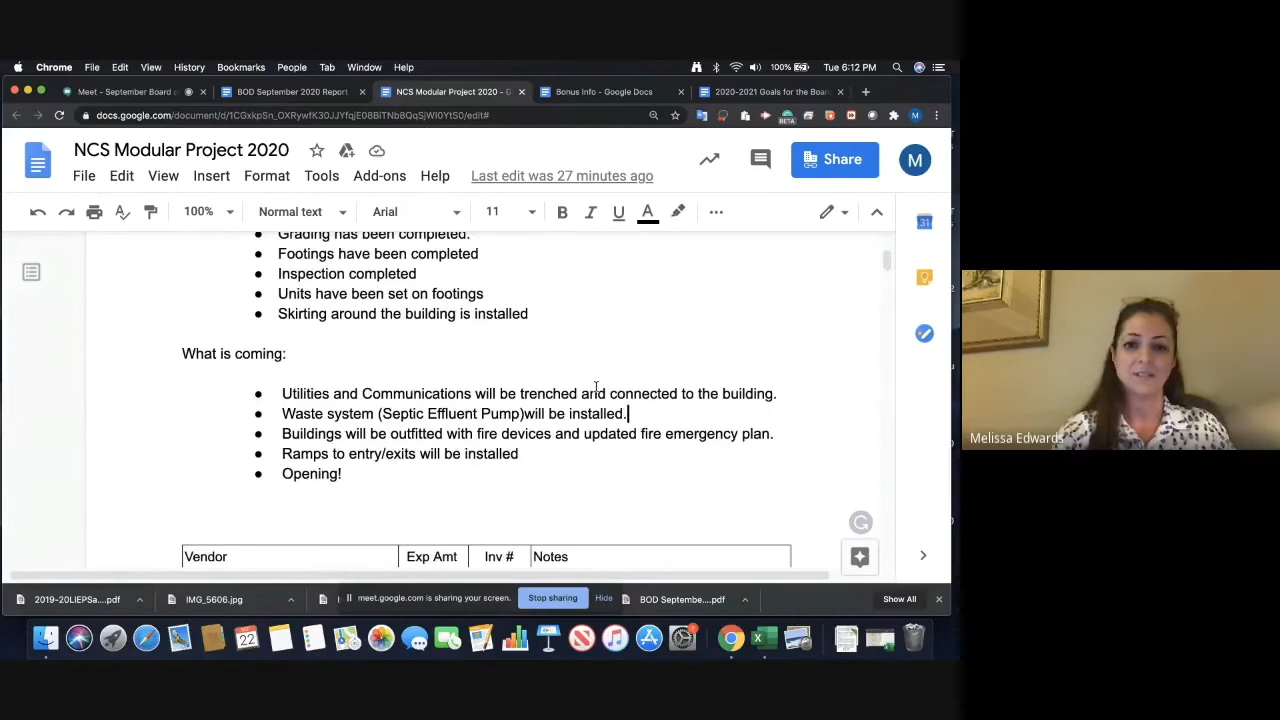 Chrome File Edit View History Bookmarks People Tab Window Help 100% Tue 6:12 PM
Meet - September Board o BOD September 2020 Report NCS Modular Project 2020 - G Bonus Info - Google Docs 2020-2021 Goals for the Board
NCS Modular Project 2020
Share
M
File Edit View Insert Format Tools Add-ons Help Last edit was 27 minutes ago
100% Normal text Arial 11 B I U A
Grading has been completed.
• Footings have been completed
• Inspection completed
• Units have been set on footings
• Skirting around the building is installed
What is coming:
• Utilities and Communications will be trenched and connected to the building.
• Waste system (Septic Effluent Pump)will be installed.
• Buildings will be outfitted with fire devices and updated fire emergency plan.
• Ramps to entry/exits will be installed
• Opening!
Vendor Exp Amt Inv # Notes
Melissa Edwards
2019-20LIEPSa....pdf IMG_5606.jpg meet.google.com is sharing your screen. Stop sharing Hide BOD Septembe....pdf Show All
22